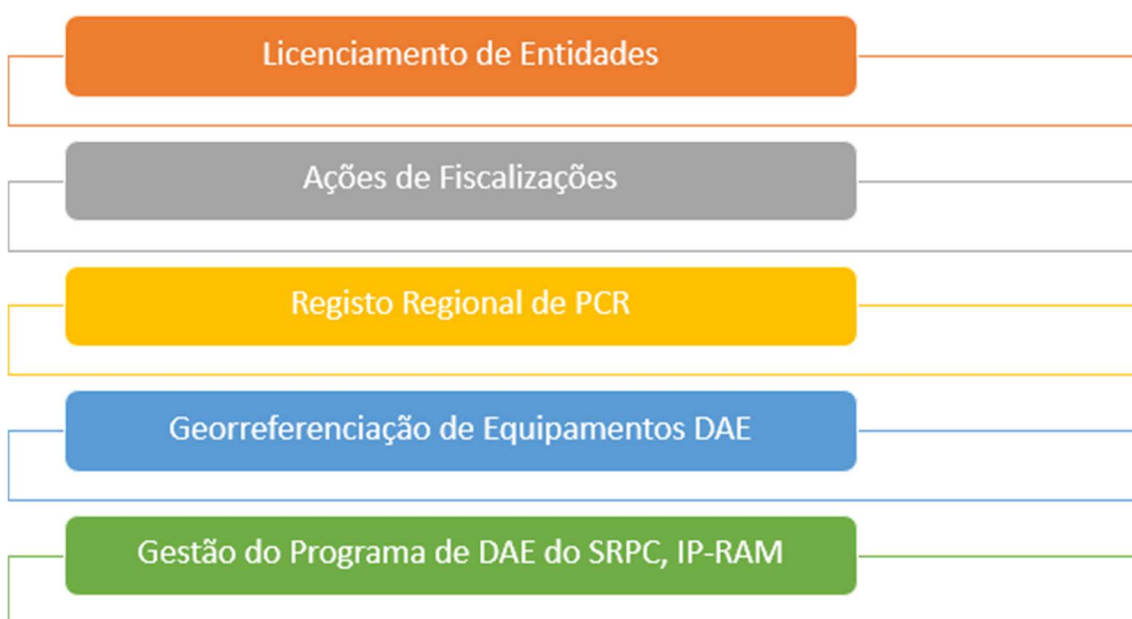 Licenciamento de Entidades
Ações de Fiscalizações
Registo Regional de PCR
Georreferenciação de Equipamentos DAE
Gestão do Programa de DAE do SRPC, IP-RAM